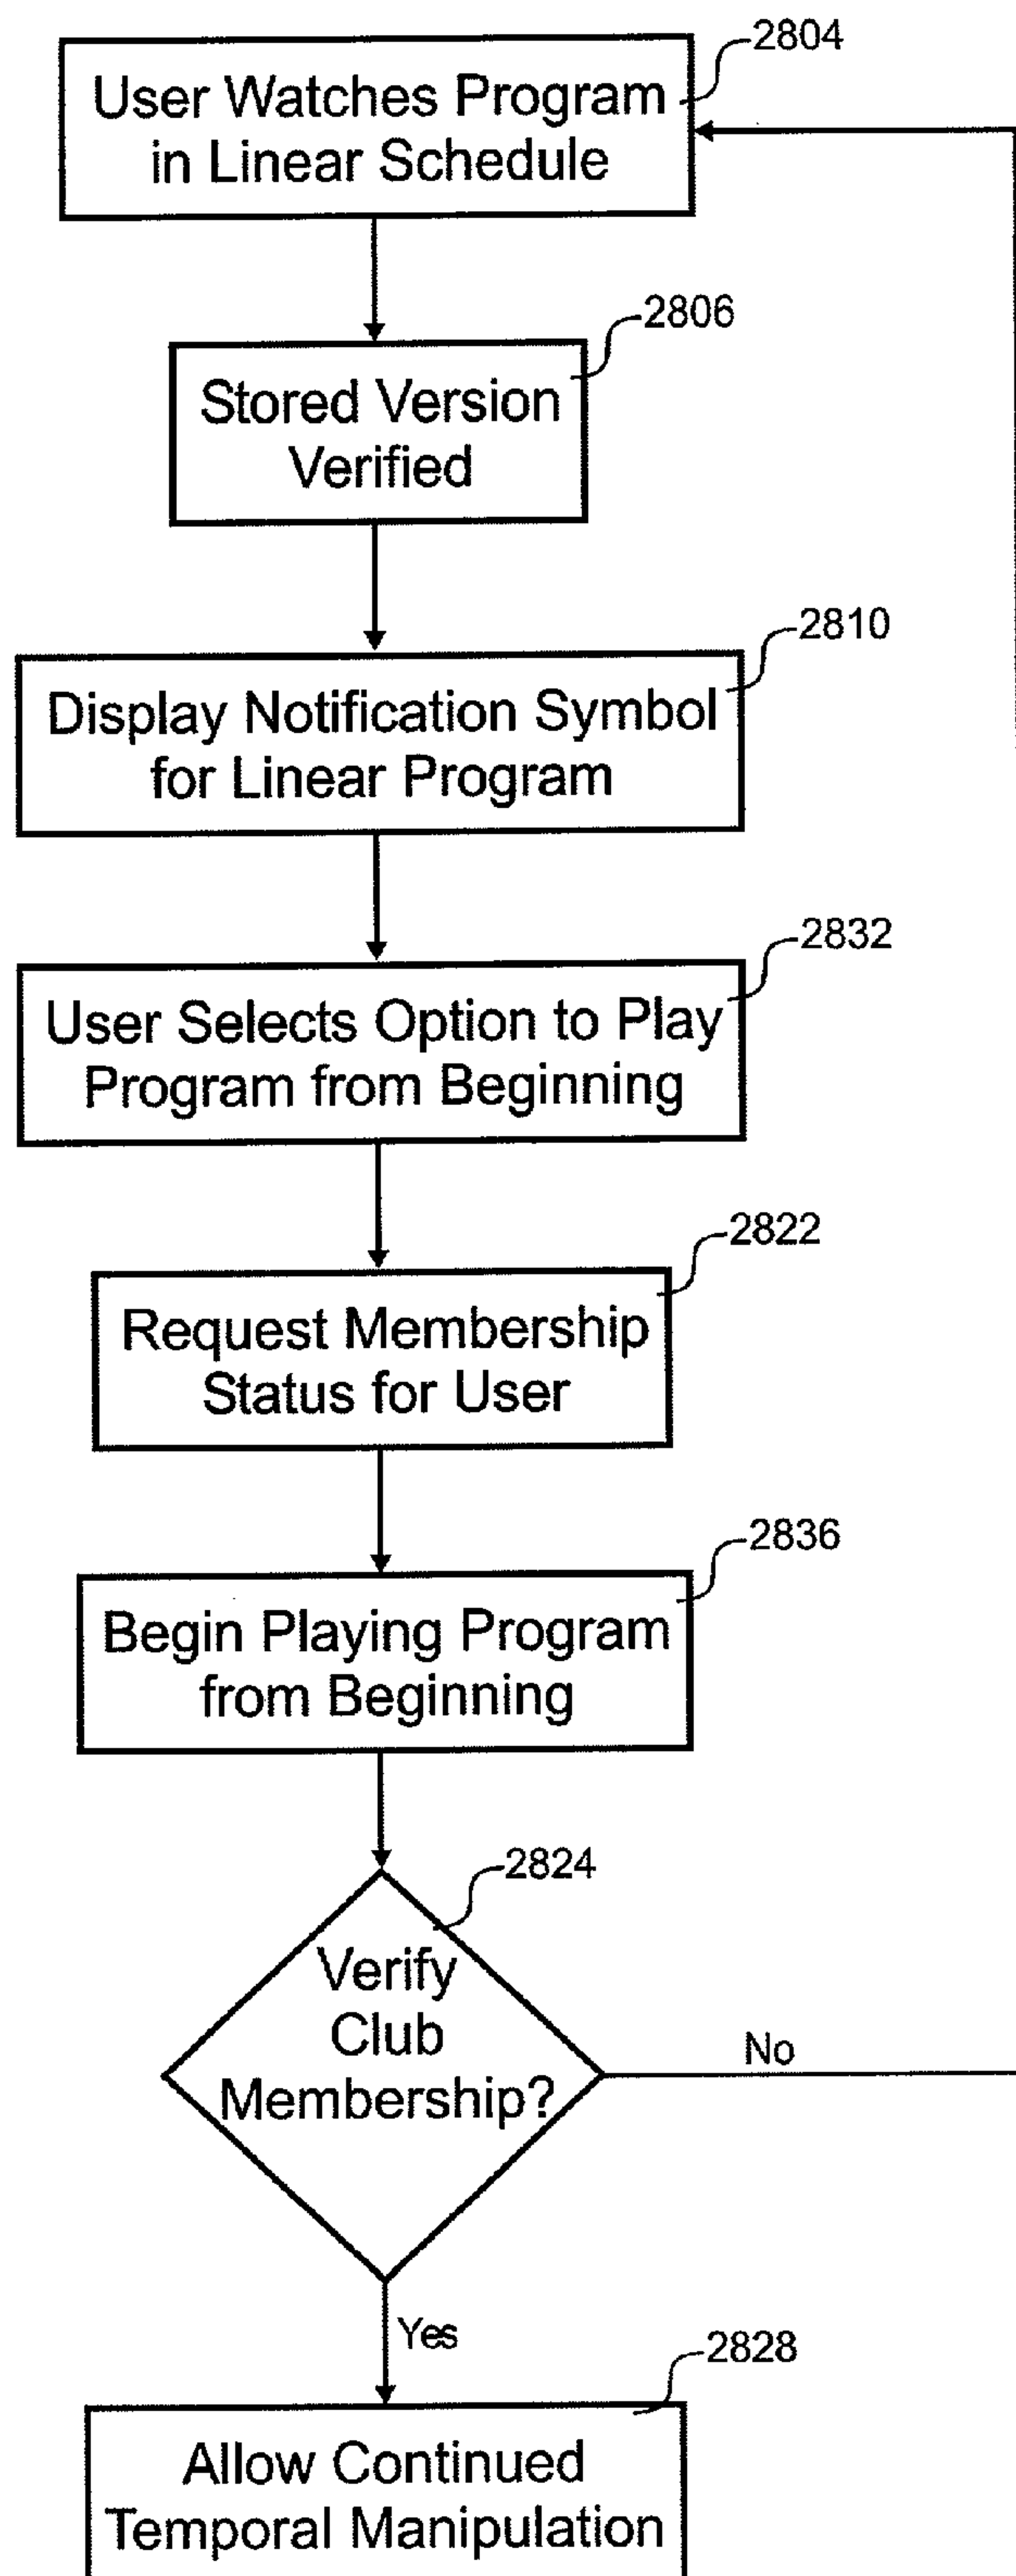 2804
User Watches Program
in Linear Schedule
2806
Stored Version
Verified
2810
Display Notification Symbol
for Linear Program
2832
User Selects Option to Play
Program from Beginning
2822
Request Membership
Status for User
2836
Begin Playing Program
from Beginning
2824
Verify
Club
Membership?
No
Yes
2828
Allow Continued
Temporal Manipulation